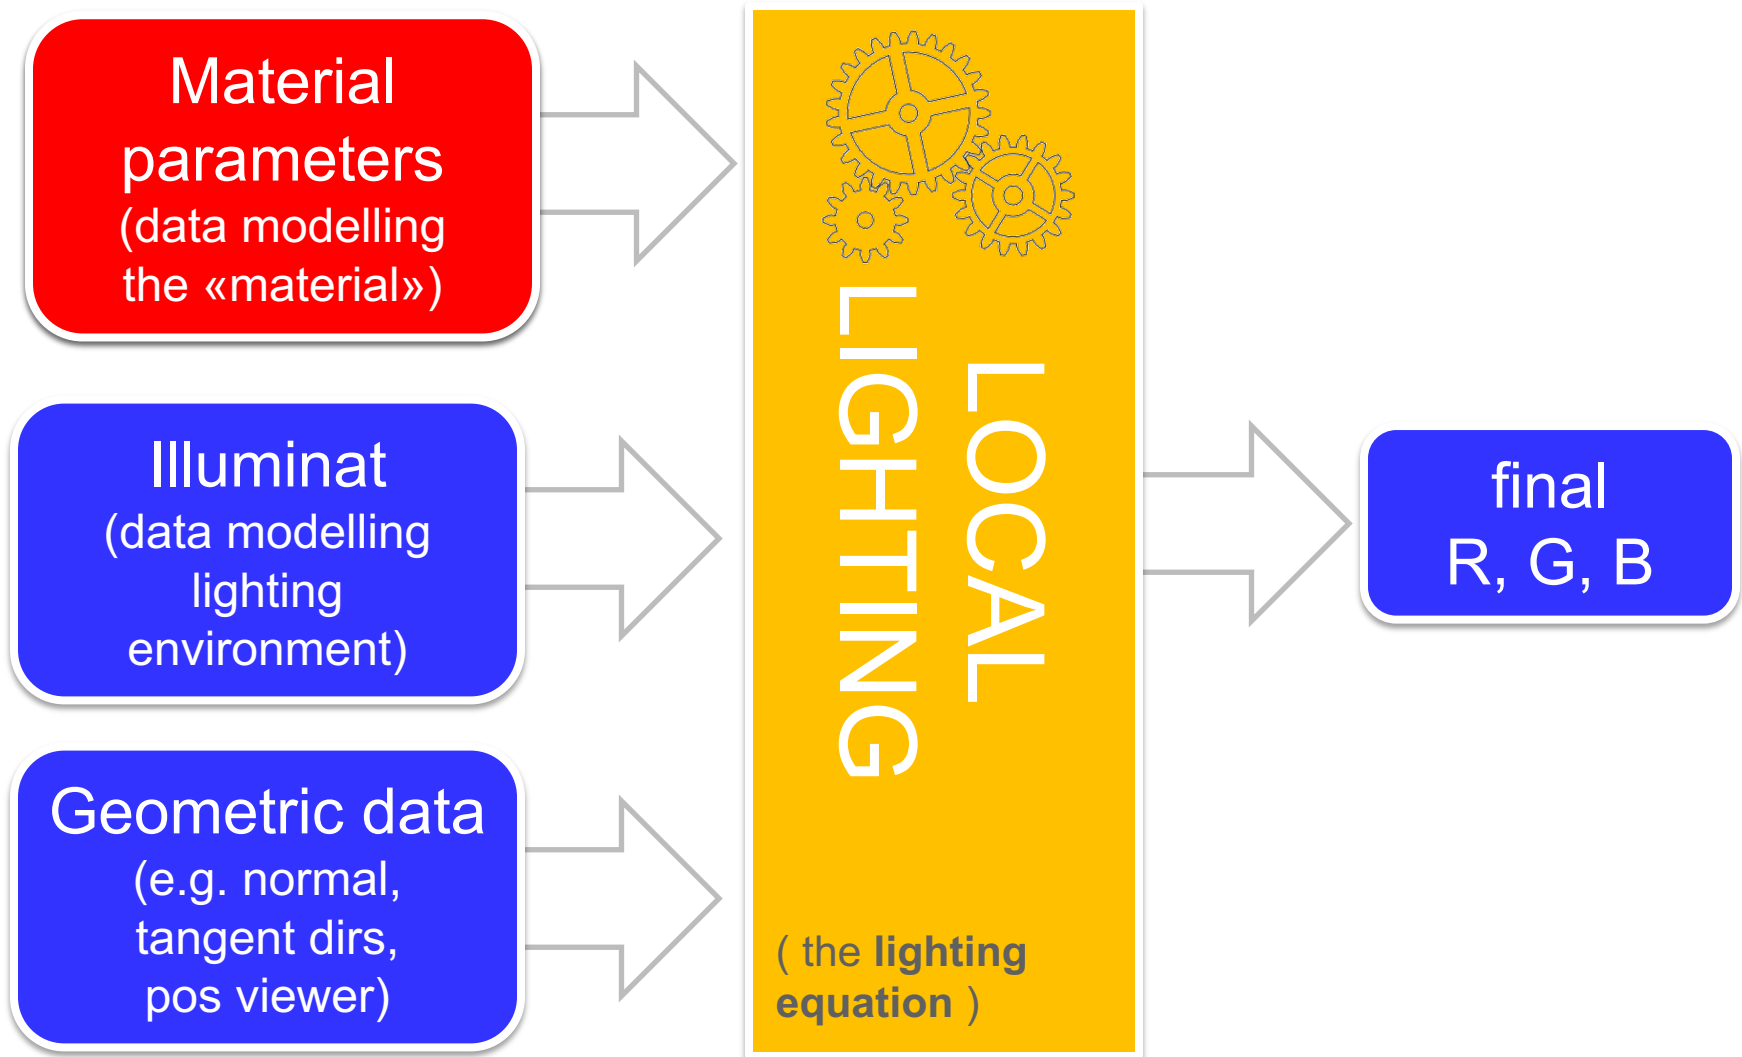 Material
parameters
(data modelling
the «material»)
Illuminat
(data modelling
lighting
environment)
Geometric data
(e.g. normal,
tangent dirs,
pos viewer)
LOCAL
LIGHTING
( the lighting
equation )
final
R, G, B